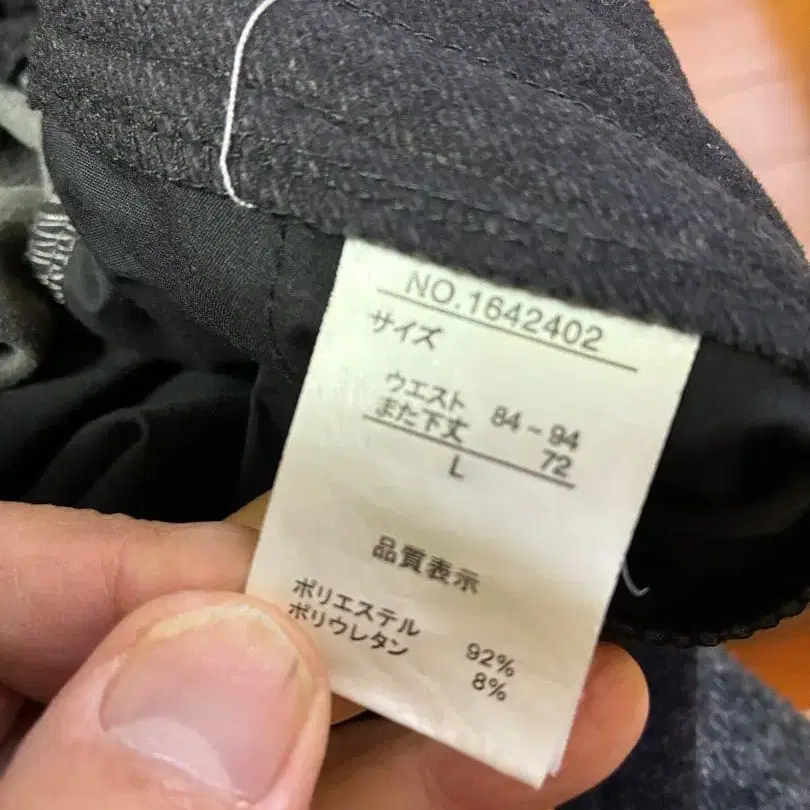 NO.1642402
サイズ
ウエスト 84~94
また下丈 72
L
品質表示
ポリエステル 92%
ポリウレタン 8%